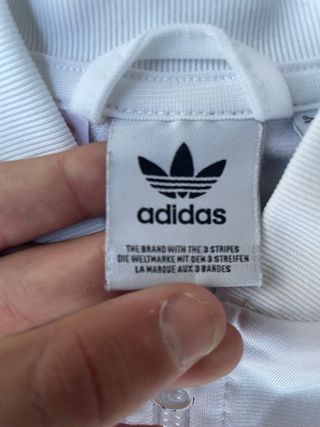 adidas
THE BRAND WITH THE 3 STRIPES
DIE WELTMARKE MIT DEN 3 STREIFEN
LA MARQUE AUX 3 BANDES